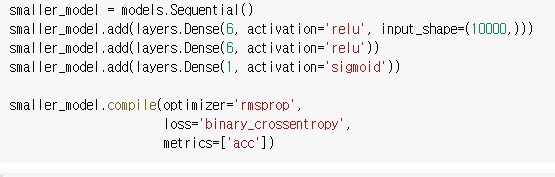 smaller_model = models.Sequential()
smaller_model.add(layers.Dense(6, activation='relu', input_shape=(10000,)))
smaller_model.add(layers.Dense(6, activation='relu'))
smaller_model.add(layers.Dense(1, activation='sigmoid'))
smaller_model.compile(optimizer='rmsprop',
loss='binary_crossentropy',
metrics=['acc'])